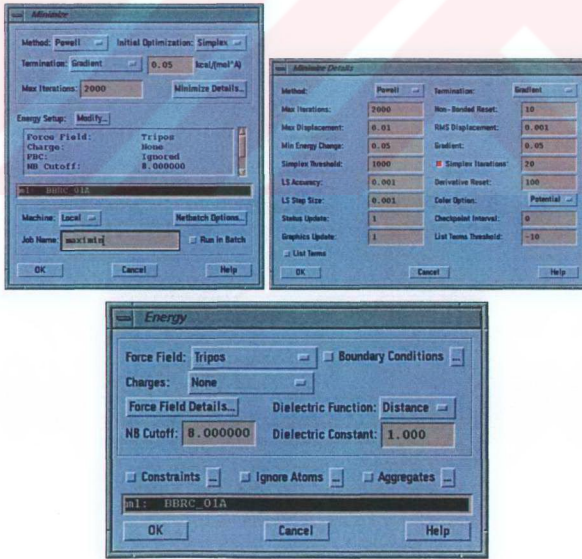 Minimize
Method: Powell Initial Optimization: Simplex
Termination: Gradient 0.05 kcal/(mol*A)
Max Iterations: 2000 Minimize Details...
Energy Setup: Modify...
Force Field: Tripos
Charge: None
PBC: Ignored
NB Cutoff: 8.000000
m1: BBRC_01A
Machine: Local Netbatch Options...
Job Name: maximin Run in Batch
OK Cancel Help
Minimize Details
Method: Powell Termination: Gradient
Max Iterations: 2000 Non-Bonded Reset: 10
Max Displacement: 0.01 RMS Displacement: 0.001
Min Energy Change: 0.05 Gradient: 0.05
Simplex Threshold: 1000 Simplex Iterations: 20
LS Accuracy: 0.001 Derivative Reset: 100
LS Step Size: 0.001 Color Option: Potential
Status Update: 1 Checkpoint Interval: 0
Graphics Update: 1 List Terms Threshold: -10
List Terms
OK Cancel Help
Energy
Force Field: Tripos Boundary Conditions ...
Charges: None
Force Field Details... Dielectric Function: Distance
NB Cutoff: 8.000000 Dielectric Constant: 1.000
Constraints ... Ignore Atoms ... Aggregates ...
m1: BBRC_01A
OK Cancel Help